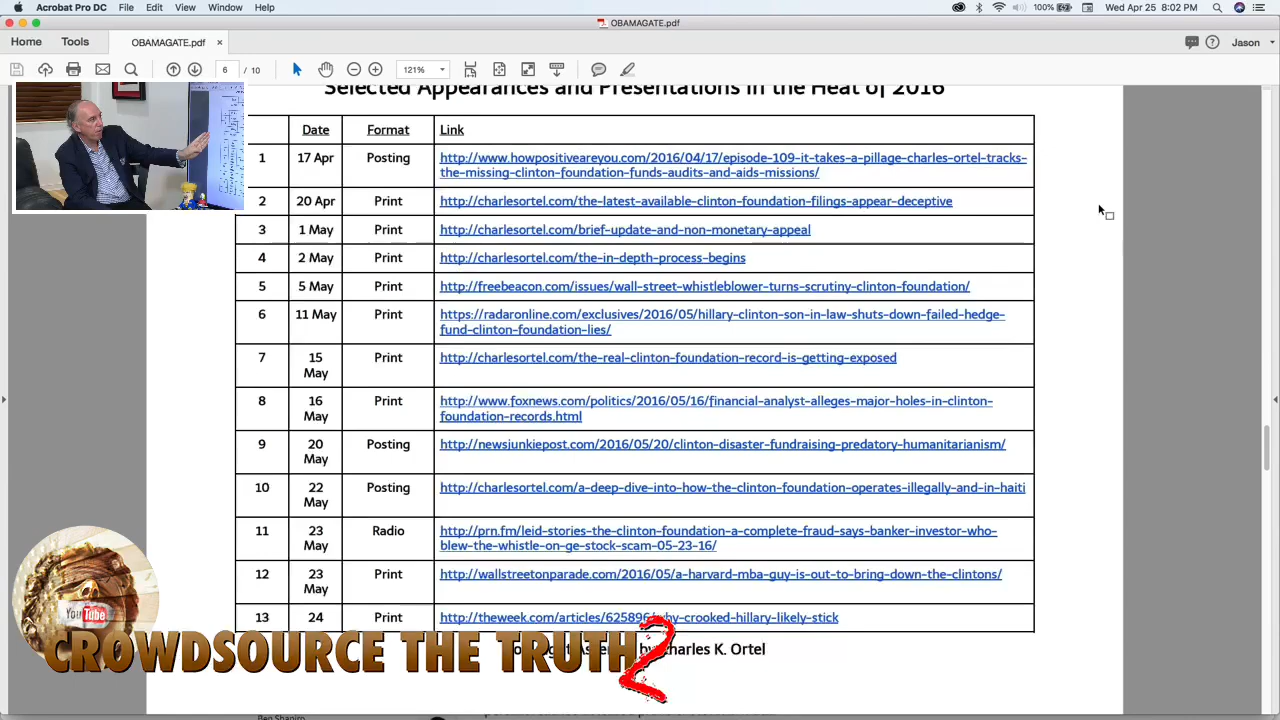 Acrobat Pro DC File Edit View Window Help 100% Wed Apr 25 8:02 PM
OBAMAGATE.pdf
Home Tools OBAMAGATE.pdf × Jason
6 / 10 121%
Selected Appearances and Presentations in the Heat of 2016
Date Format Link
1 17 Apr Posting http://www.howpositiveareyou.com/2016/04/17/episode-109-it-takes-a-pillage-charles-ortel-tracks-
the-missing-clinton-foundation-funds-audits-and-aids-missions/
2 20 Apr Print http://charlesortel.com/the-latest-available-clinton-foundation-filings-appear-deceptive
3 1 May Print http://charlesortel.com/brief-update-and-non-monetary-appeal
4 2 May Print http://charlesortel.com/the-in-depth-process-begins
5 5 May Print http://freebeacon.com/issues/wall-street-whistleblower-turns-scrutiny-clinton-foundation/
6 11 May Print https://radaronline.com/exclusives/2016/05/hillary-clinton-son-in-law-shuts-down-failed-hedge-
fund-clinton-foundation-lies/
7 15 Print http://charlesortel.com/the-real-clinton-foundation-record-is-getting-exposed
May
8 16 Print http://www.foxnews.com/politics/2016/05/16/financial-analyst-alleges-major-holes-in-clinton-
May foundation-records.html
9 20 Posting http://newsjunkiepost.com/2016/05/20/clinton-disaster-fundraising-predatory-humanitarianism/
May
10 22 Posting http://charlesortel.com/a-deep-dive-into-how-the-clinton-foundation-operates-illegally-and-in-haiti
May
11 23 Radio http://prn.fm/leid-stories-the-clinton-foundation-a-complete-fraud-says-banker-investor-who-
May blew-the-whistle-on-ge-stock-scam-05-23-16/
12 23 Print http://wallstreetonparade.com/2016/05/a-harvard-mba-guy-is-out-to-bring-down-the-clintons/
May
13 24 Print http://theweek.com/articles/625896/why-crooked-hillary-likely-stick
by Charles K. Ortel
YouTube
CROWDSOURCE THE TRUTH 2
Ben Shapiro